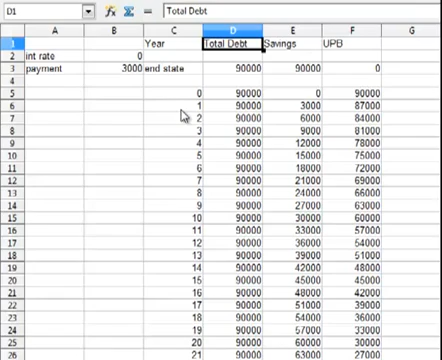 D1 Total Debt
A B C D E F G
1 Year Total Debt Savings UPB
2 int rate 0
3 payment 3000 end state 90000 90000 0
4
5 0 90000 0 90000
6 1 90000 3000 87000
7 2 90000 6000 84000
8 3 90000 9000 81000
9 4 90000 12000 78000
10 5 90000 15000 75000
11 6 90000 18000 72000
12 7 90000 21000 69000
13 8 90000 24000 66000
14 9 90000 27000 63000
15 10 90000 30000 60000
16 11 90000 33000 57000
17 12 90000 36000 54000
18 13 90000 39000 51000
19 14 90000 42000 48000
20 15 90000 45000 45000
21 16 90000 48000 42000
22 17 90000 51000 39000
23 18 90000 54000 36000
24 19 90000 57000 33000
25 20 90000 60000 30000
26 21 90000 63000 27000